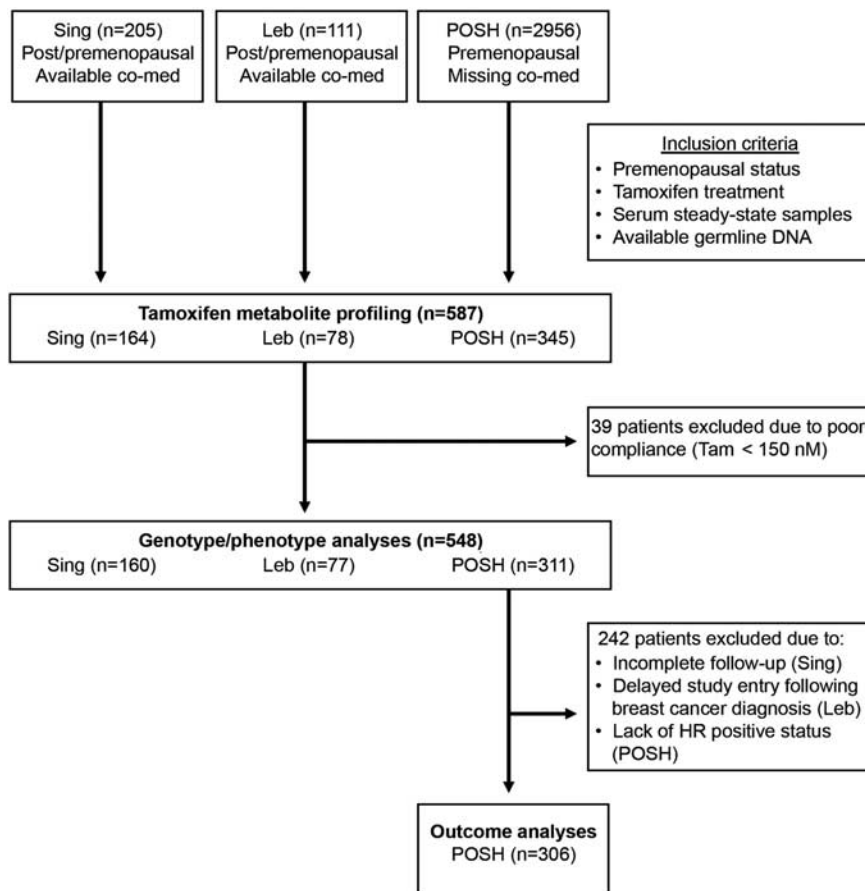 Sing (n=205)
Post/premenopausal
Available co-med
Leb (n=111)
Post/premenopausal
Available co-med
POSH (n=2956)
Premenopausal
Missing co-med
Inclusion criteria
• Premenopausal status
• Tamoxifen treatment
• Serum steady-state samples
• Available germline DNA
Tamoxifen metabolite profiling (n=587)
Sing (n=164) Leb (n=78) POSH (n=345)
39 patients excluded due to poor
compliance (Tam < 150 nM)
Genotype/phenotype analyses (n=548)
Sing (n=160) Leb (n=77) POSH (n=311)
242 patients excluded due to:
• Incomplete follow-up (Sing)
• Delayed study entry following
breast cancer diagnosis (Leb)
• Lack of HR positive status
(POSH)
Outcome analyses
POSH (n=306)